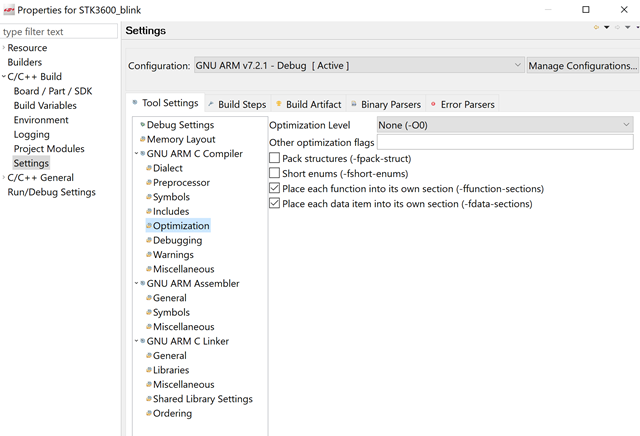 Properties for STK3600_blink
type filter text
Resource
Builders
C/C++ Build
Board / Part / SDK
Build Variables
Environment
Logging
Project Modules
Settings
C/C++ General
Run/Debug Settings
Settings
Configuration: GNU ARM v7.2.1 - Debug [ Active ] Manage Configurations...
Tool Settings Build Steps Build Artifact Binary Parsers Error Parsers
Debug Settings
Memory Layout
GNU ARM C Compiler
Dialect
Preprocessor
Symbols
Includes
Optimization
Debugging
Warnings
Miscellaneous
GNU ARM Assembler
General
Symbols
Miscellaneous
GNU ARM C Linker
General
Libraries
Miscellaneous
Shared Library Settings
Ordering
Optimization Level None (-O0)
Other optimization flags
Pack structures (-fpack-struct)
Short enums (-fshort-enums)
Place each function into its own section (-ffunction-sections)
Place each data item into its own section (-fdata-sections)